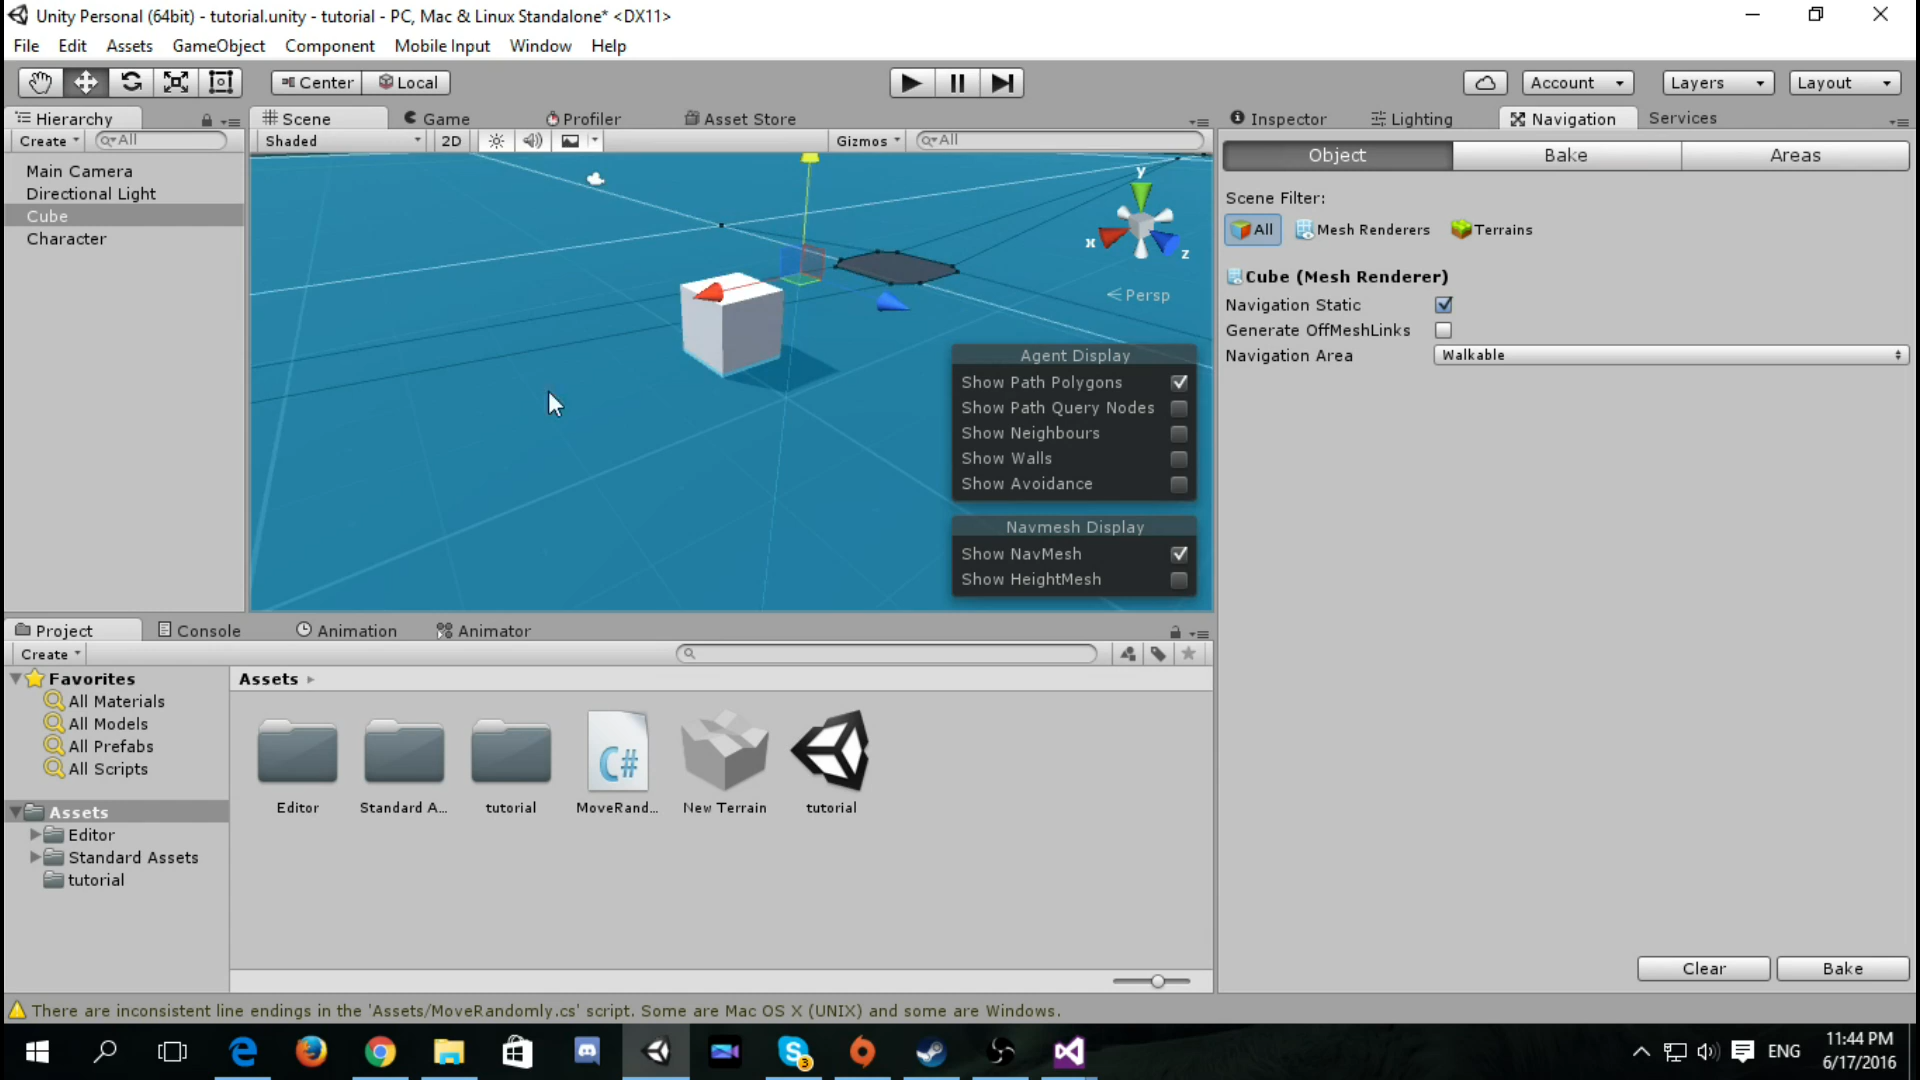 Unity Personal (64bit) - tutorial.unity - tutorial - PC, Mac & Linux Standalone* <DX11>
File Edit Assets GameObject Component Mobile Input Window Help
Center Local Account Layers Layout
Hierarchy Scene Game Profiler Asset Store Inspector Lighting Navigation Services
Create All Shaded 2D Gizmos All
Object Bake Areas
Main Camera
Directional Light
Cube
Character
y
x
z
Persp
Scene Filter:
All Mesh Renderers Terrains
Cube (Mesh Renderer)
Navigation Static
Generate OffMeshLinks
Navigation Area Walkable
Agent Display
Show Path Polygons
Show Path Query Nodes
Show Neighbours
Show Walls
Show Avoidance
Navmesh Display
Show NavMesh
Show HeightMesh
Project Console Animation Animator
Create
Favorites
All Materials
All Models
All Prefabs
All Scripts
Assets
Editor
Standard Assets
tutorial
Assets
C#
Editor Standard A... tutorial MoveRand... New Terrain tutorial
Clear Bake
There are inconsistent line endings in the 'Assets/MoveRandomly.cs' script. Some are Mac OS X (UNIX) and some are Windows.
3
ENG
11:44 PM
6/17/2016